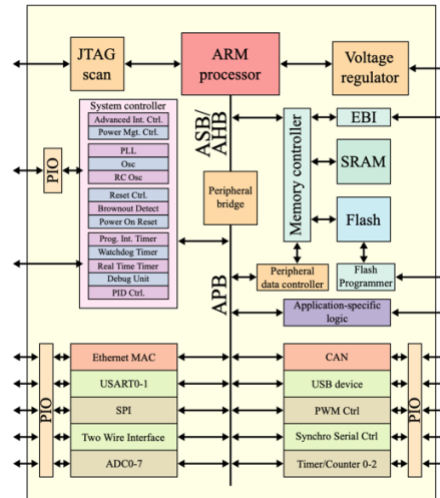 JTAG
scan
ARM
processor
Voltage
regulator
System controller
Advanced Int. Ctrl.
Power Mgt. Ctrl.
PLL
Osc
RC Osc
Reset Ctrl.
Brownout Detect
Power On Reset
Prog. Int. Timer
Watchdog Timer
Real Time Timer
Debug Unit
PID Ctrl.
PIO
ASB/
AHB
Peripheral
bridge
APB
Memory controller
EBI
SRAM
Flash
Peripheral
data controller
Flash
Programmer
Application-specific
logic
PIO
Ethernet MAC
USART0-1
SPI
Two Wire Interface
ADC0-7
CAN
USB device
PWM Ctrl
Synchro Serial Ctrl
Timer/Counter 0-2
PIO